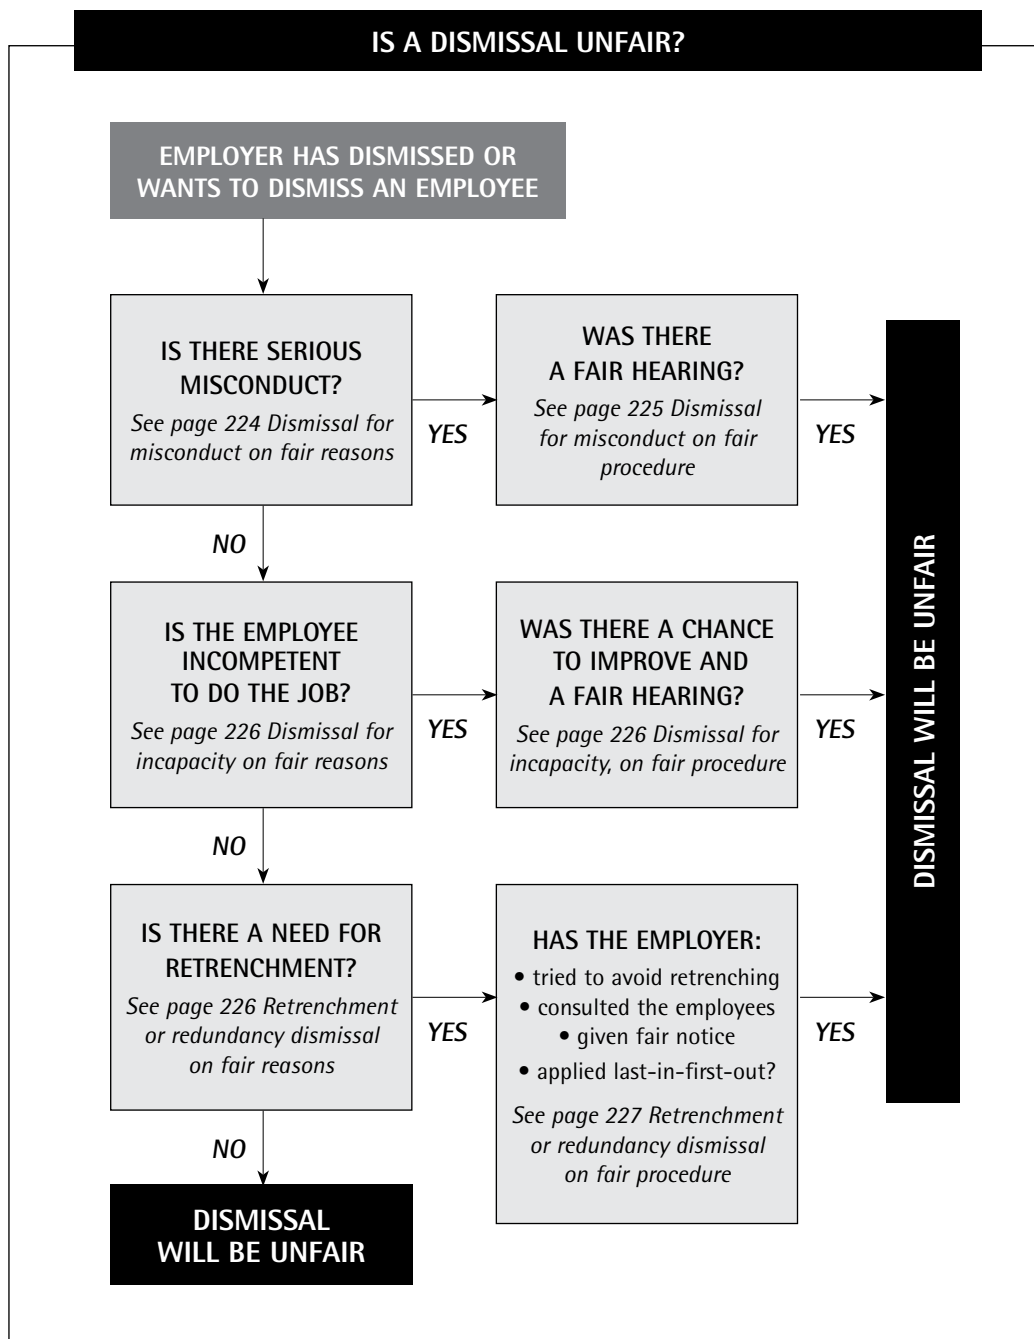 IS A DISMISSAL UNFAIR?
EMPLOYER HAS DISMISSED OR
WANTS TO DISMISS AN EMPLOYEE
IS THERE SERIOUS
MISCONDUCT?
See page 224 Dismissal for
misconduct on fair reasons
YES
WAS THERE
A FAIR HEARING?
See page 225 Dismissal
for misconduct on fair
procedure
YES
NO
IS THE EMPLOYEE
INCOMPETENT
TO DO THE JOB?
See page 226 Dismissal for
incapacity on fair reasons
YES
WAS THERE A CHANCE
TO IMPROVE AND
A FAIR HEARING?
See page 226 Dismissal for
incapacity, on fair procedure
YES
NO
IS THERE A NEED FOR
RETRENCHMENT?
See page 226 Retrenchment
or redundancy dismissal
on fair reasons
YES
HAS THE EMPLOYER:
• tried to avoid retrenching
• consulted the employees
• given fair notice
• applied last-in-first-out?
See page 227 Retrenchment
or redundancy dismissal
on fair procedure
YES
DISMISSAL WILL BE UNFAIR
NO
DISMISSAL
WILL BE UNFAIR